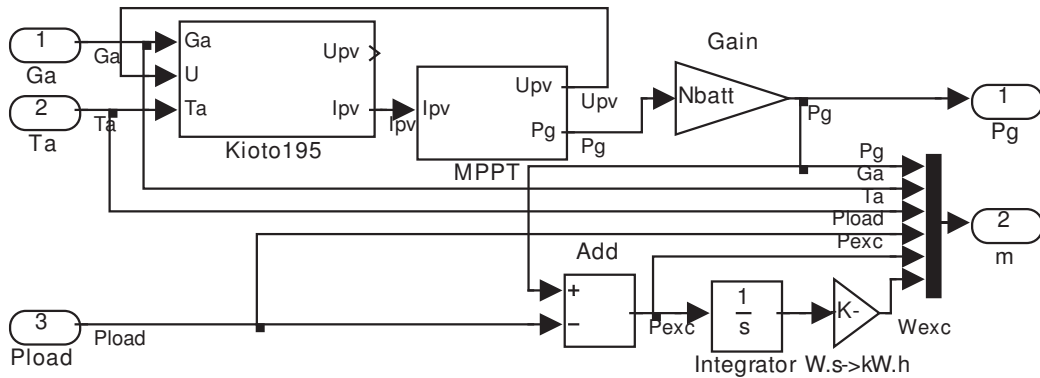 1
Ga
Ga
2
Ta
Ta
Ga
U
Ta
Upv
Ipv
Kioto195
Ipv
Ipv
Upv
Pg
MPPT
Upv
Pg
Gain
Nbatt
Pg
1
Pg
Pg
Ga
Ta
Pload
Pexc
2
m
Add
+
−
3
Pload
Pload
Pexc
1
s
Integrator
K-
W.s->kW.h
Wexc